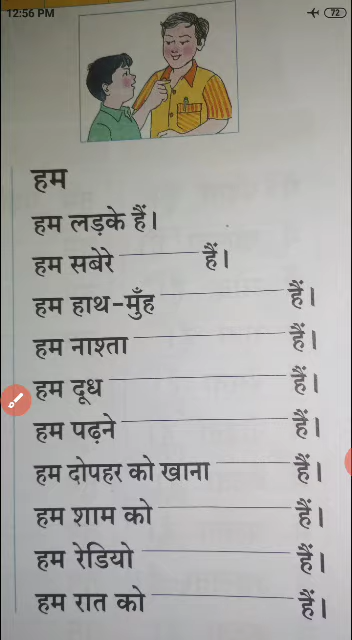 12:56 PM 72
हम
हम लड़के हैं।
हम सबेरे ———— हैं।
हम हाथ-मुँह ———— हैं।
हम नाश्ता ———— हैं।
हम दूध ———— हैं।
हम पढ़ने ———— हैं।
हम दोपहर को खाना ———— हैं।
हम शाम को ———— हैं।
हम रेडियो ———— हैं।
हम रात को ———— हैं।